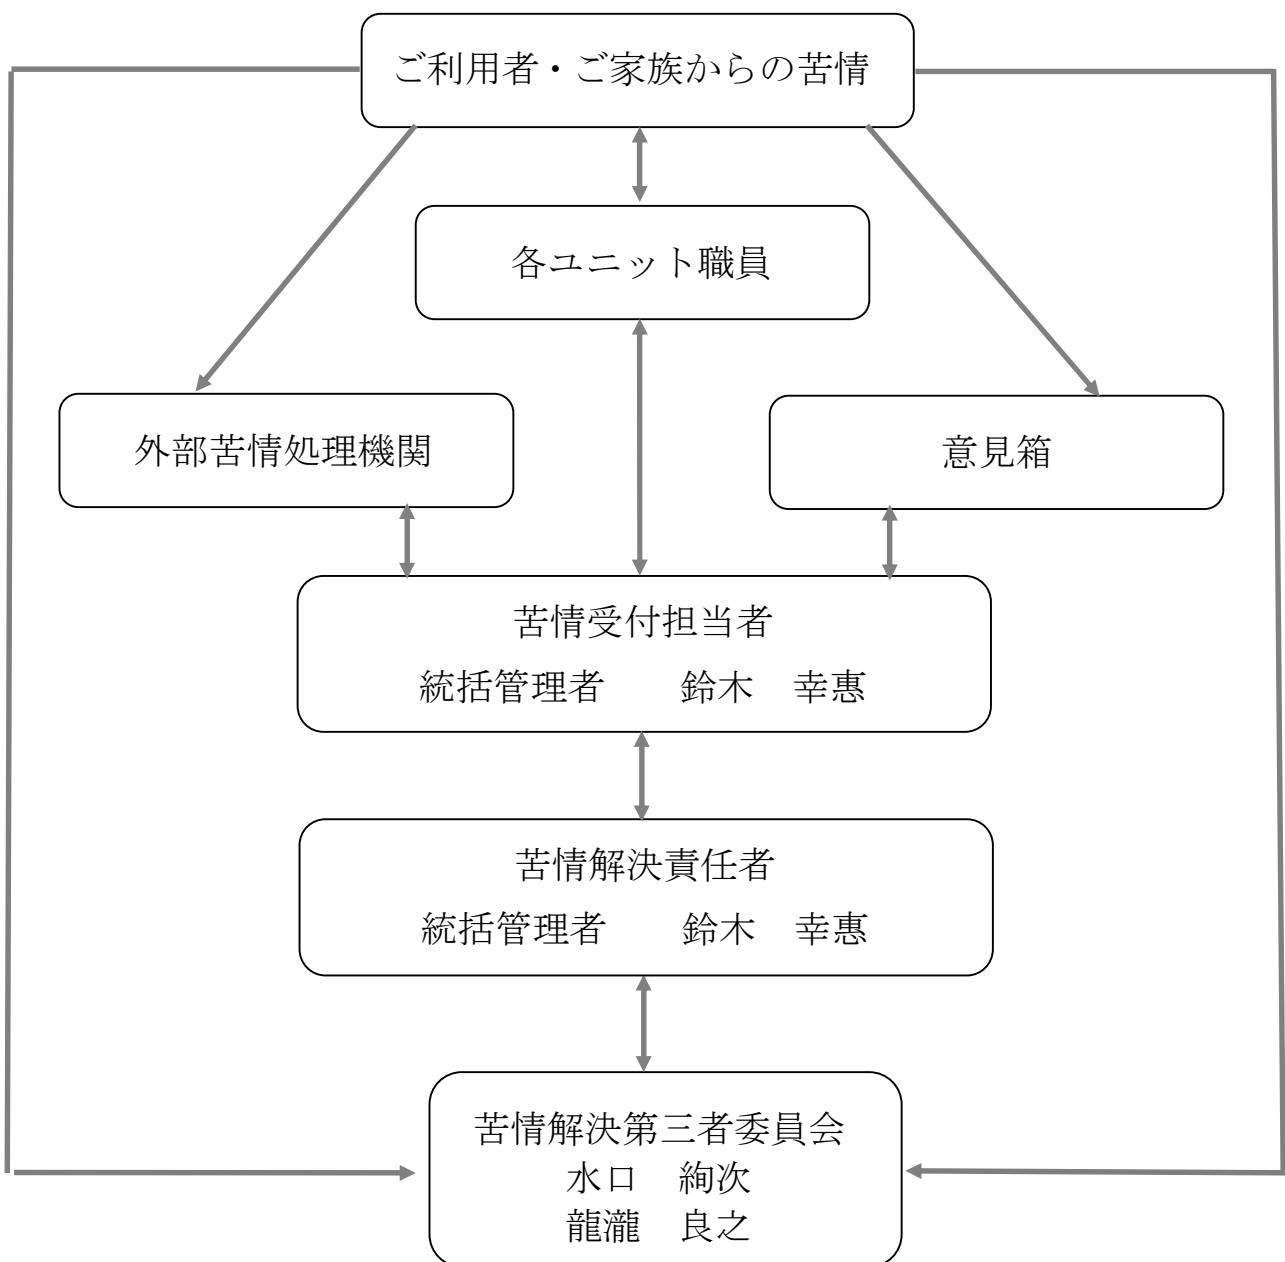 ご利用者・ご家族からの苦情
各ユニット職員
外部苦情処理機関
意見箱
苦情受付担当者
統括管理者　　鈴木　幸惠
苦情解決責任者
統括管理者　　鈴木　幸惠
苦情解決第三者委員会
水口　絢次
龍瀧　良之